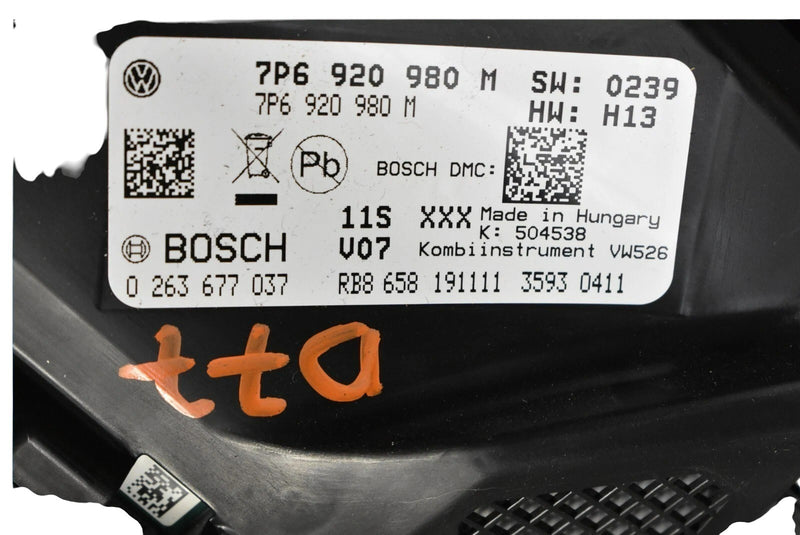 7P6 920 980 M SW: 0239
7P6 920 980 M HW: H13
Pb BOSCH DMC:
11S XXX Made in Hungary
K: 504538
BOSCH V07 Kombiinstrument VW526
0 263 677 037 RB8 658 191111 3593 0411